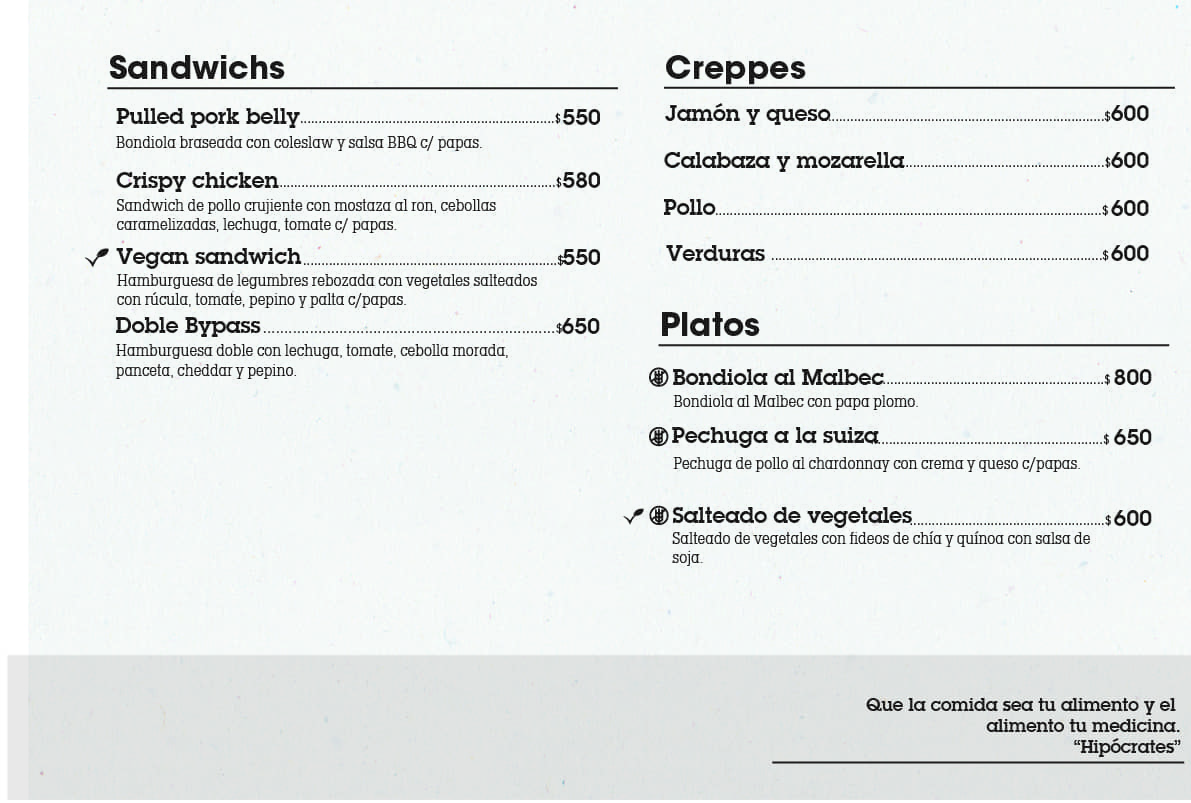 Sandwichs
Pulled pork belly $550
Bondiola braseada con coleslaw y salsa BBQ c/ papas.
Crispy chicken $580
Sandwich de pollo crujiente con mostaza al ron, cebollas
caramelizadas, lechuga, tomate c/ papas.
Vegan sandwich $550
Hamburguesa de legumbres rebozada con vegetales salteados
con rúcula, tomate, pepino y palta c/papas.
Doble Bypass $650
Hamburguesa doble con lechuga, tomate, cebolla morada,
panceta, cheddar y pepino.
Creppes
Jamón y queso $600
Calabaza y mozarella $600
Pollo $600
Verduras $600
Platos
Bondiola al Malbec $ 800
Bondiola al Malbec con papa plomo.
Pechuga a la suiza $ 650
Pechuga de pollo al chardonnay con crema y queso c/papas.
Salteado de vegetales $600
Salteado de vegetales con fideos de chía y quínoa con salsa de
soja.
Que la comida sea tu alimento y el
alimento tu medicina.
“Hipócrates”